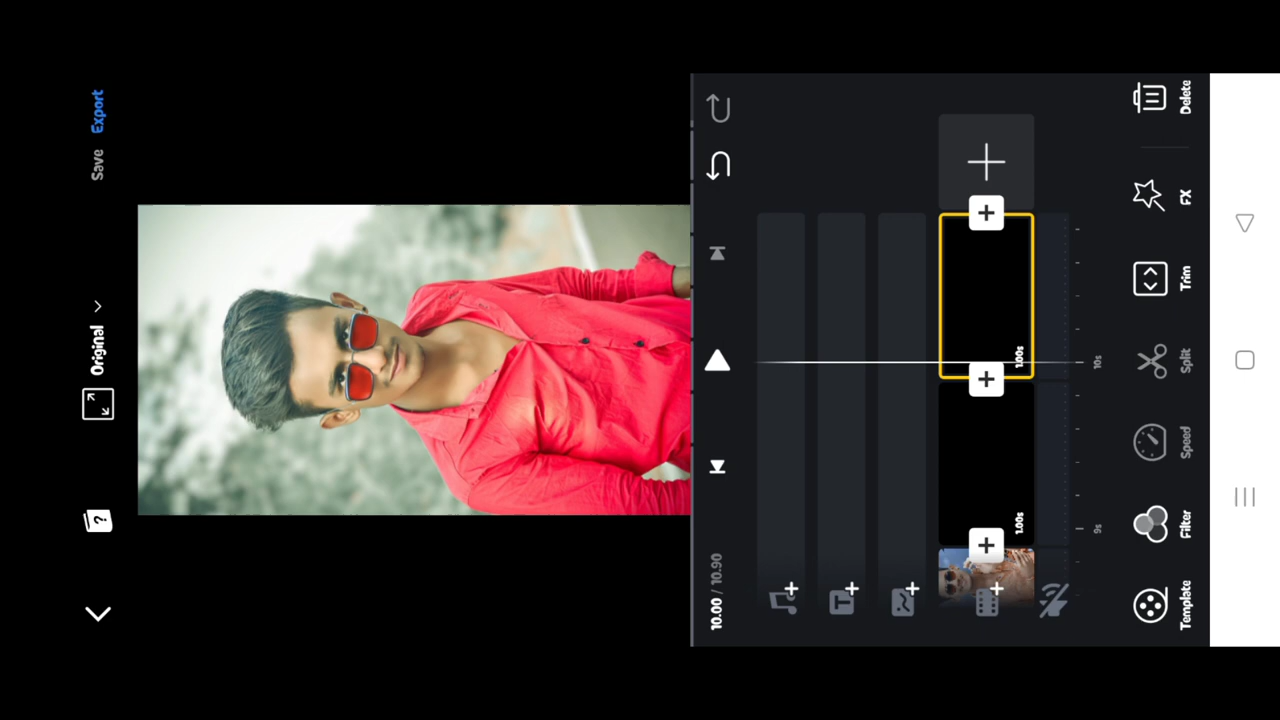 Save Export
Original
?
10.00 / 10.90
T
1.00s
1.00s
9s
10s
Template
Filter
Speed
Split
Trim
FX
Delete